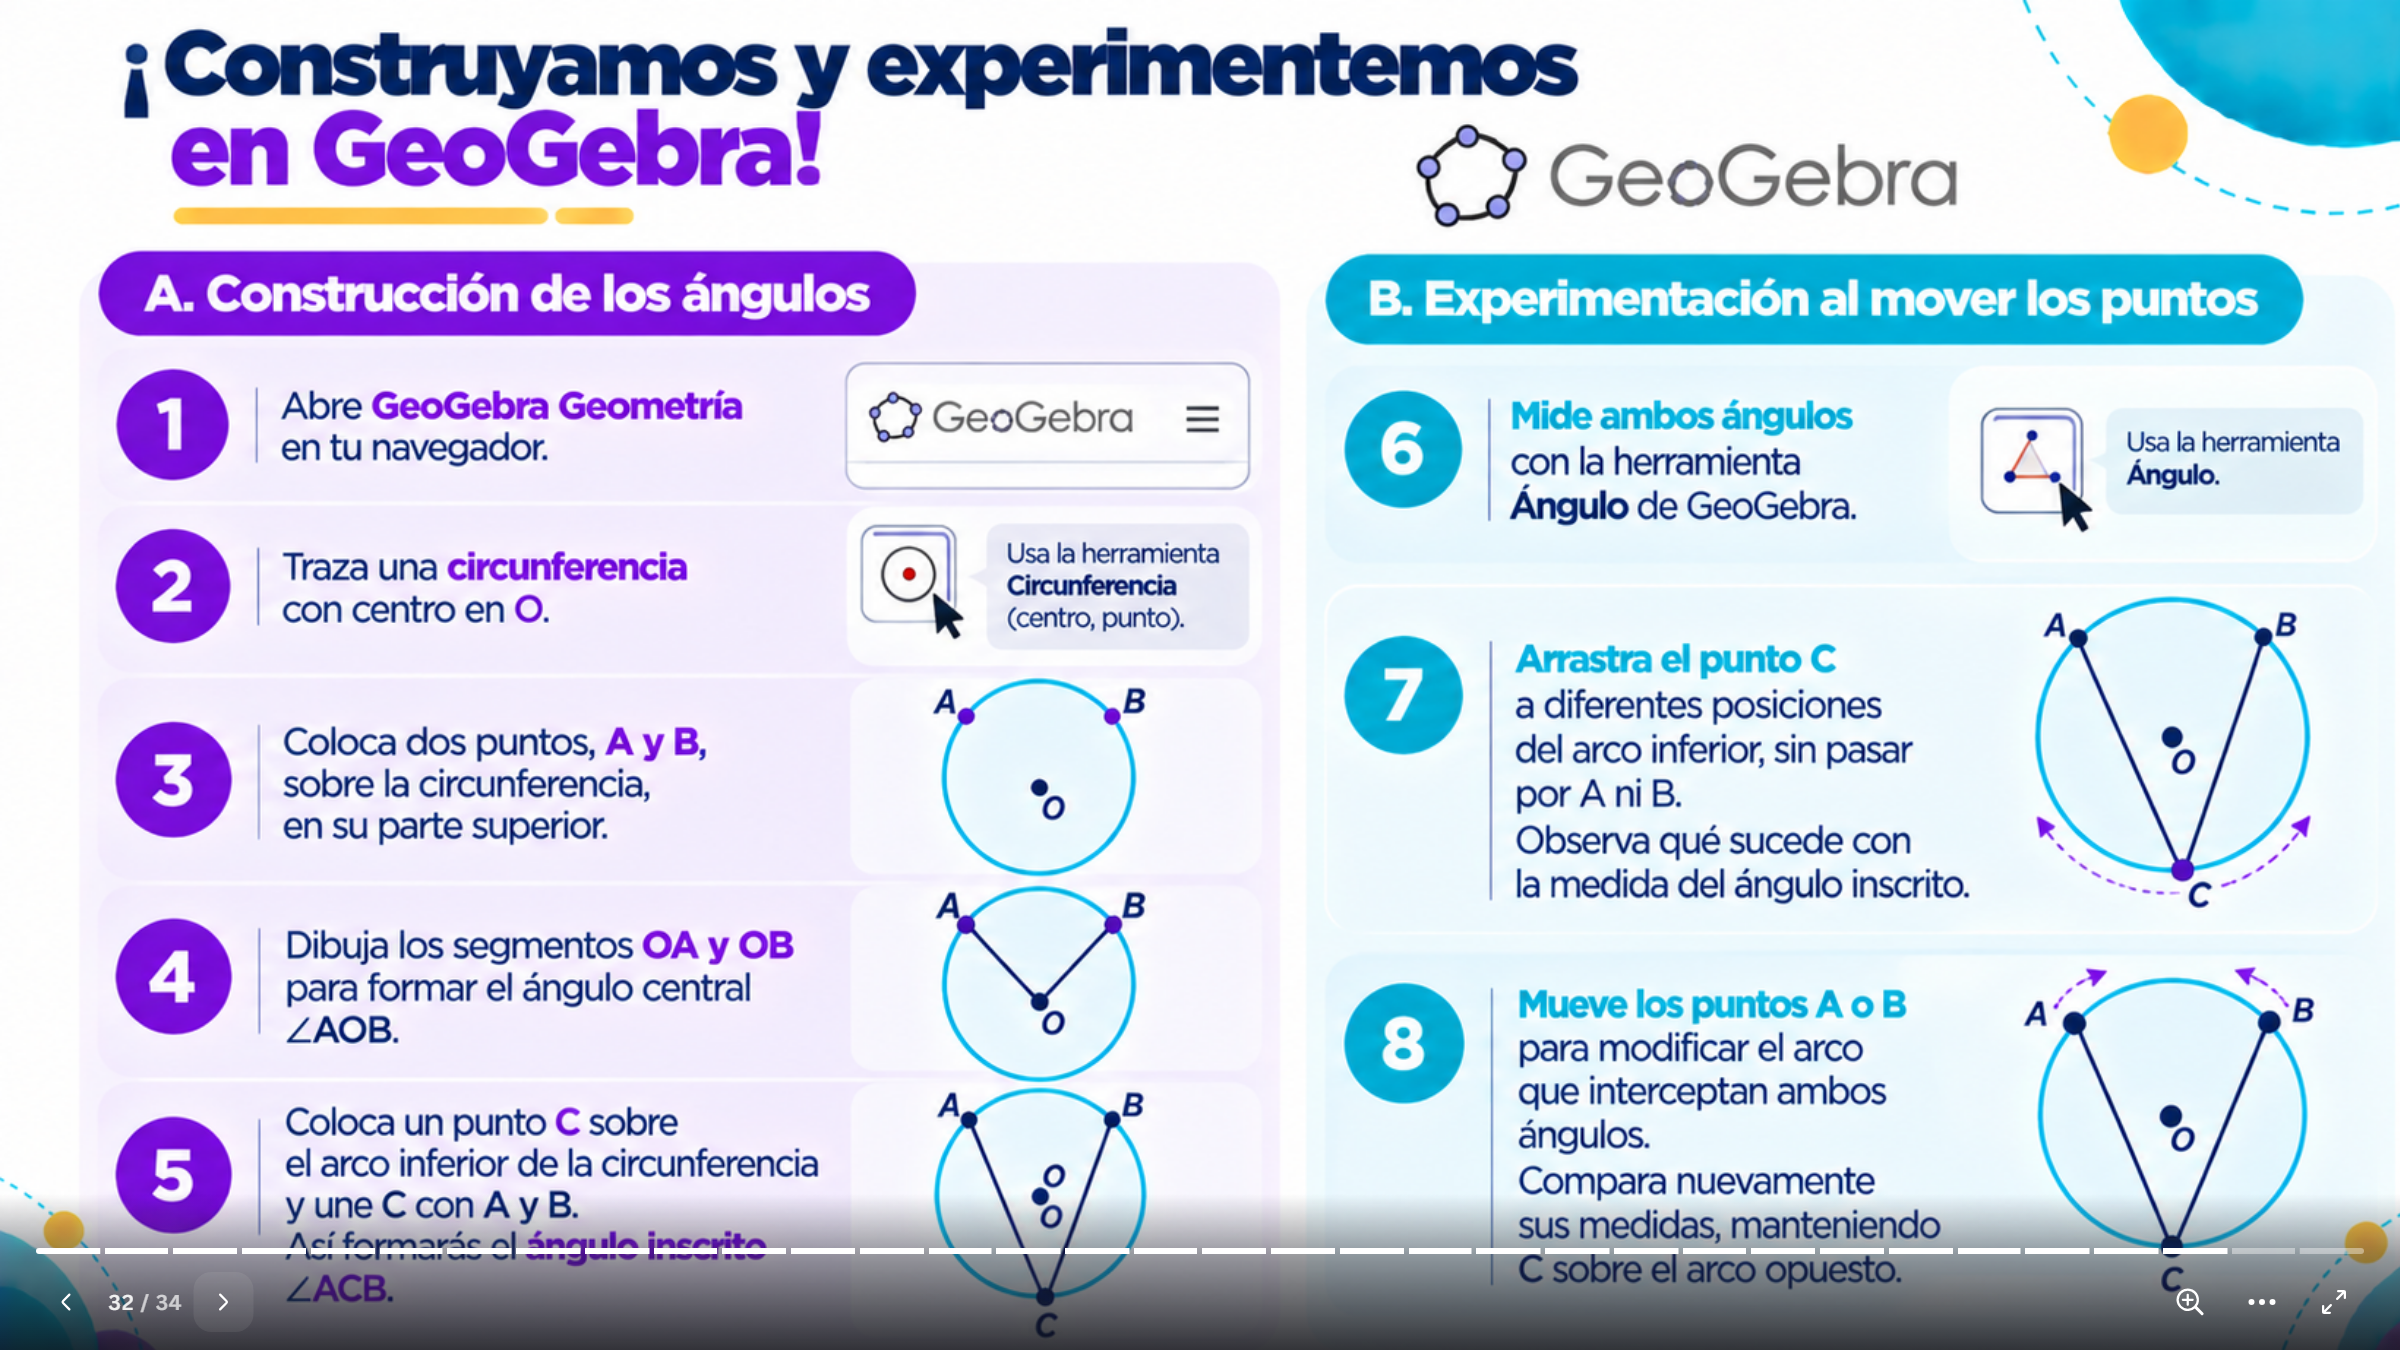 ¡Construyamos y experimentemos
en GeoGebra!
GeoGebra
A. Construcción de los ángulos
1
Abre GeoGebra Geometría
en tu navegador.
GeoGebra
2
Traza una circunferencia
con centro en O.
Usa la herramienta
Circunferencia
(centro, punto).
3
Coloca dos puntos, A y B,
sobre la circunferencia,
en su parte superior.
A
B
O
4
Dibuja los segmentos OA y OB
para formar el ángulo central
∠AOB.
A
B
O
5
Coloca un punto C sobre
el arco inferior de la circunferencia
y une C con A y B.
Así formarás el ángulo inscrito
∠ACB.
A
B
O
O
C
B. Experimentación al mover los puntos
6
Mide ambos ángulos
con la herramienta
Ángulo de GeoGebra.
Usa la herramienta
Ángulo.
7
Arrastra el punto C
a diferentes posiciones
del arco inferior, sin pasar
por A ni B.
Observa qué sucede con
la medida del ángulo inscrito.
A
B
O
C
8
Mueve los puntos A o B
para modificar el arco
que interceptan ambos
ángulos.
Compara nuevamente
sus medidas, manteniendo
C sobre el arco opuesto.
A
B
O
C
32 / 34